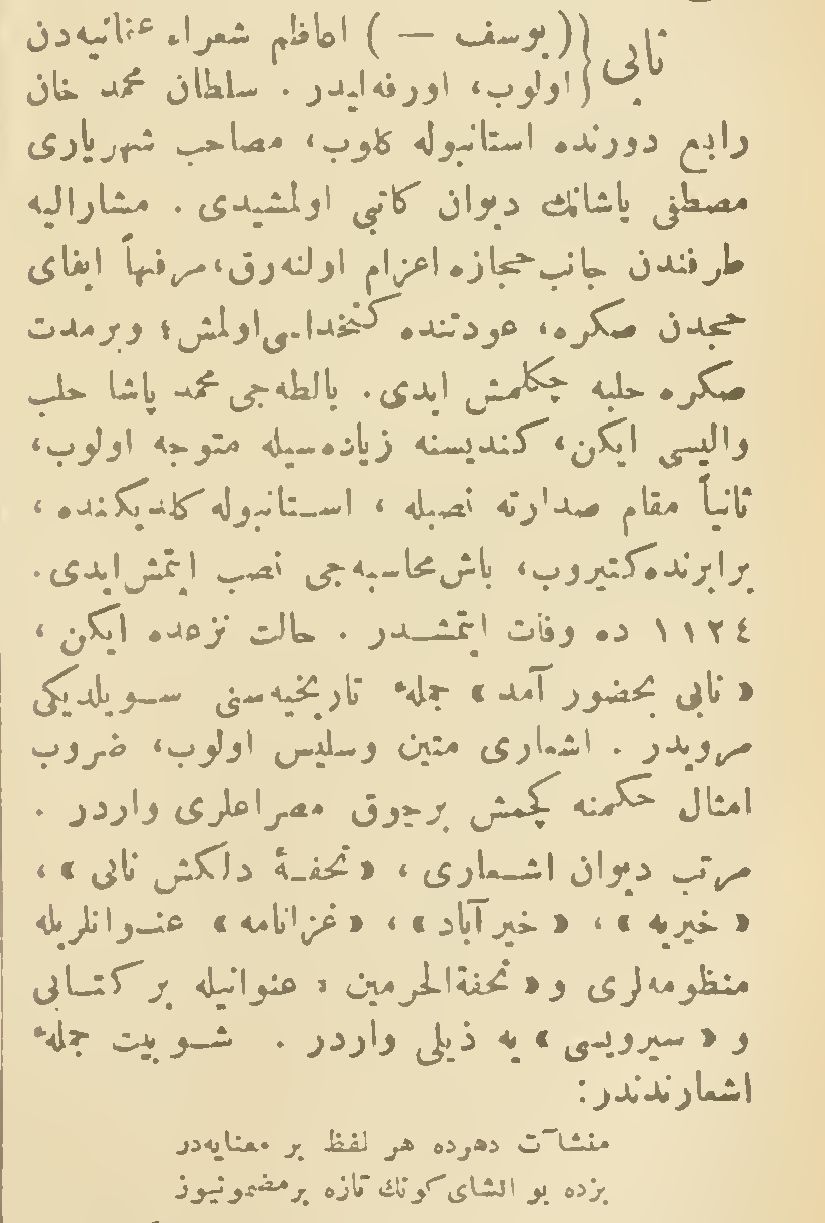 نابی (یوسف —) اعاظم شعراء عثمانیه‌دن
اولوب، اورفه‌لیدر . سلطان محمد خان
رابع دورنده استانبوله کلوب، مصاحب شهریاری
مصطفی پاشانك دیوان کاتبی اولمشیدی . مشارالیه
طرفندن جانب حجازه اعزام اولنه‌رق، مرفهاً ایفای
حجدن صکره، عودتنده کتخداسی اولمش؛ وبرمدت
صکره حلبه چکلمش ایدی. بالطه‌جی محمد پاشا حلب
والیسی ایکن، کندیسنه زیاده‌سیله متوجه اولوب،
ثانیاً مقام صدارته نصبله ، استانبوله کلدیکنده ،
برابرنده کتیروب، باش محاسبه‌جی نصب ایتمش ایدی.
١١٢٤ ده وفات ایتمشدر . حالت نزعده ایکن ،
« نابی بحضور آمد » جملهٔ تاریخیه‌سنی سویلدیکی
مرویدر . اشعاری متین وسلیس اولوب، ضروب
امثال حکمنه کچمش برچوق مصراعلری واردر .
مرتب دیوان اشعاری ، «تحفهٔ دلکش نابی » ،
« خیریه » ، « خیرآباد » ، «غزانامه » عنوانلریله
منظومه‌لری و «تحفة‌الحرمین » عنوانیله بر کتابی
و « سیرویسی » یه ذیلی واردر . شو بیت جملهٔ
اشعارندندر:
منشآت دهرده هر لفظ بر معنایه‌در
بزده بو انشای کونك تازه بر مضمونیوز